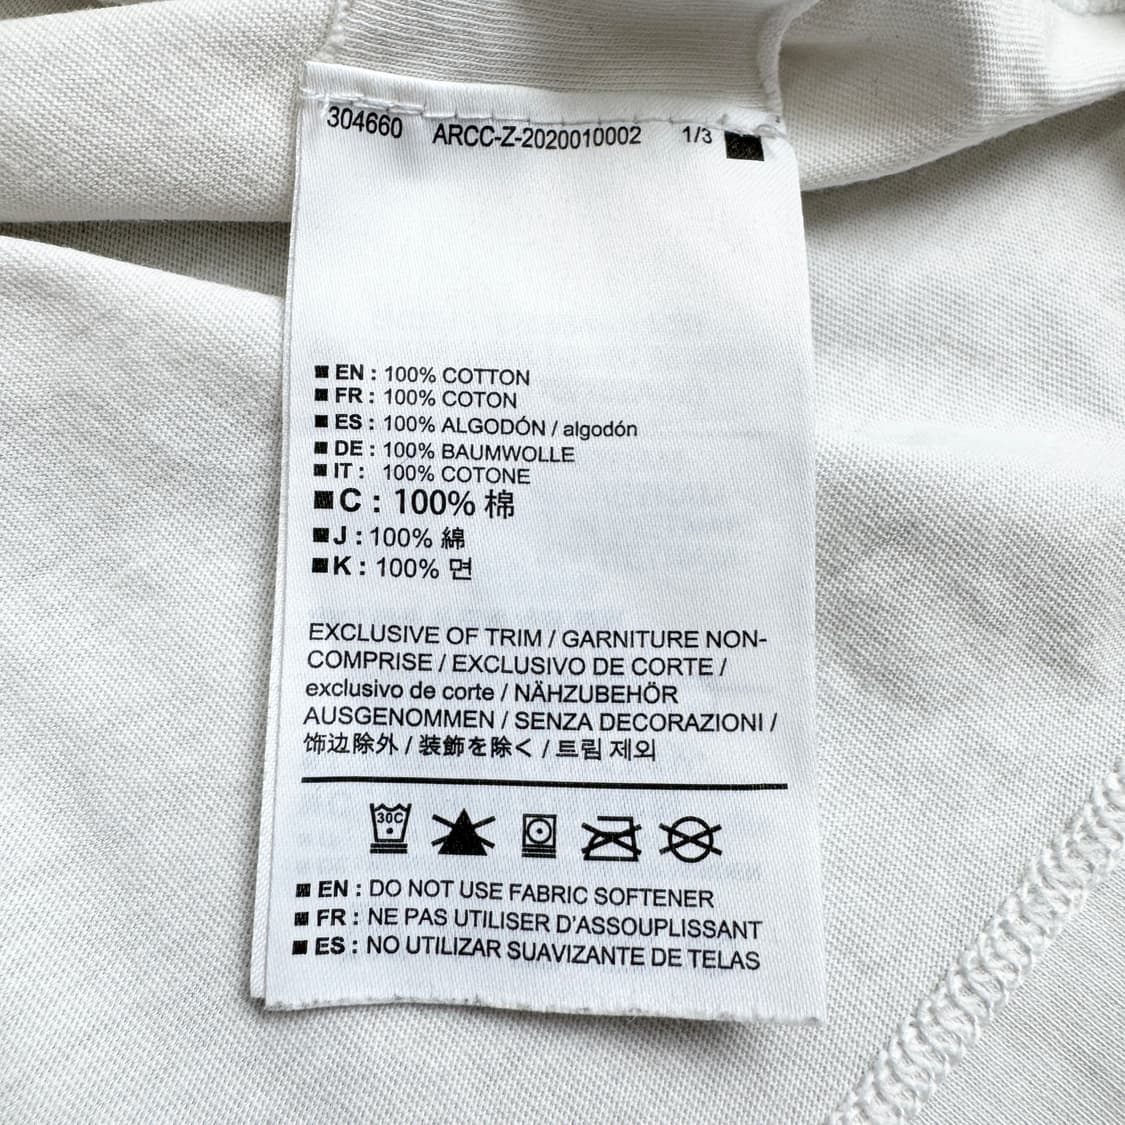 304660 ARCC-Z-2020010002 1/3
EN : 100% COTTON
FR : 100% COTON
ES : 100% ALGODÓN / algodón
DE : 100% BAUMWOLLE
IT : 100% COTONE
C : 100% 棉
J : 100% 綿
K : 100% 면
EXCLUSIVE OF TRIM / GARNITURE NON-
COMPRISE / EXCLUSIVO DE CORTE /
exclusivo de corte / NÄHZUBEHÖR
AUSGENOMMEN / SENZA DECORAZIONI /
饰边除外 / 装飾を除く / 트림 제외
30C
EN : DO NOT USE FABRIC SOFTENER
FR : NE PAS UTILISER D'ASSOUPLISSANT
ES : NO UTILIZAR SUAVIZANTE DE TELAS